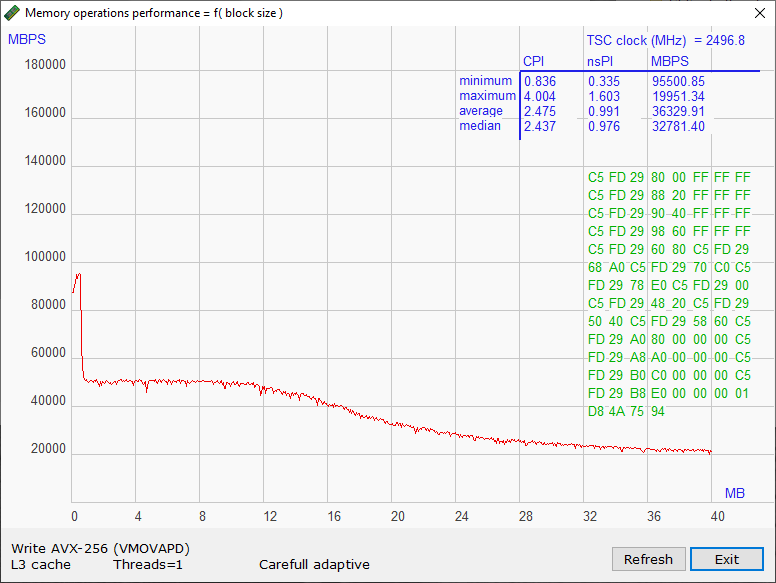 Memory operations performance = f( block size )
MBPS
TSC clock (MHz) = 2496.8
CPI nsPI MBPS
minimum 0.836 0.335 95500.85
maximum 4.004 1.603 19951.34
average 2.475 0.991 36329.91
median 2.437 0.976 32781.40
180000
160000
140000
120000
100000
80000
60000
40000
20000
C5 FD 29 80 00 FF FF FF
C5 FD 29 88 20 FF FF FF
C5 FD 29 90 40 FF FF FF
C5 FD 29 98 60 FF FF FF
C5 FD 29 60 80 C5 FD 29
68 A0 C5 FD 29 70 C0 C5
FD 29 78 E0 C5 FD 29 00
C5 FD 29 48 20 C5 FD 29
50 40 C5 FD 29 58 60 C5
FD 29 A0 80 00 00 00 C5
FD 29 A8 A0 00 00 00 C5
FD 29 B0 C0 00 00 00 C5
FD 29 B8 E0 00 00 00 01
D8 4A 75 94
MB
0 4 8 12 16 20 24 28 32 36 40
Write AVX-256 (VMOVAPD)
L3 cache Threads=1 Carefull adaptive
Refresh Exit